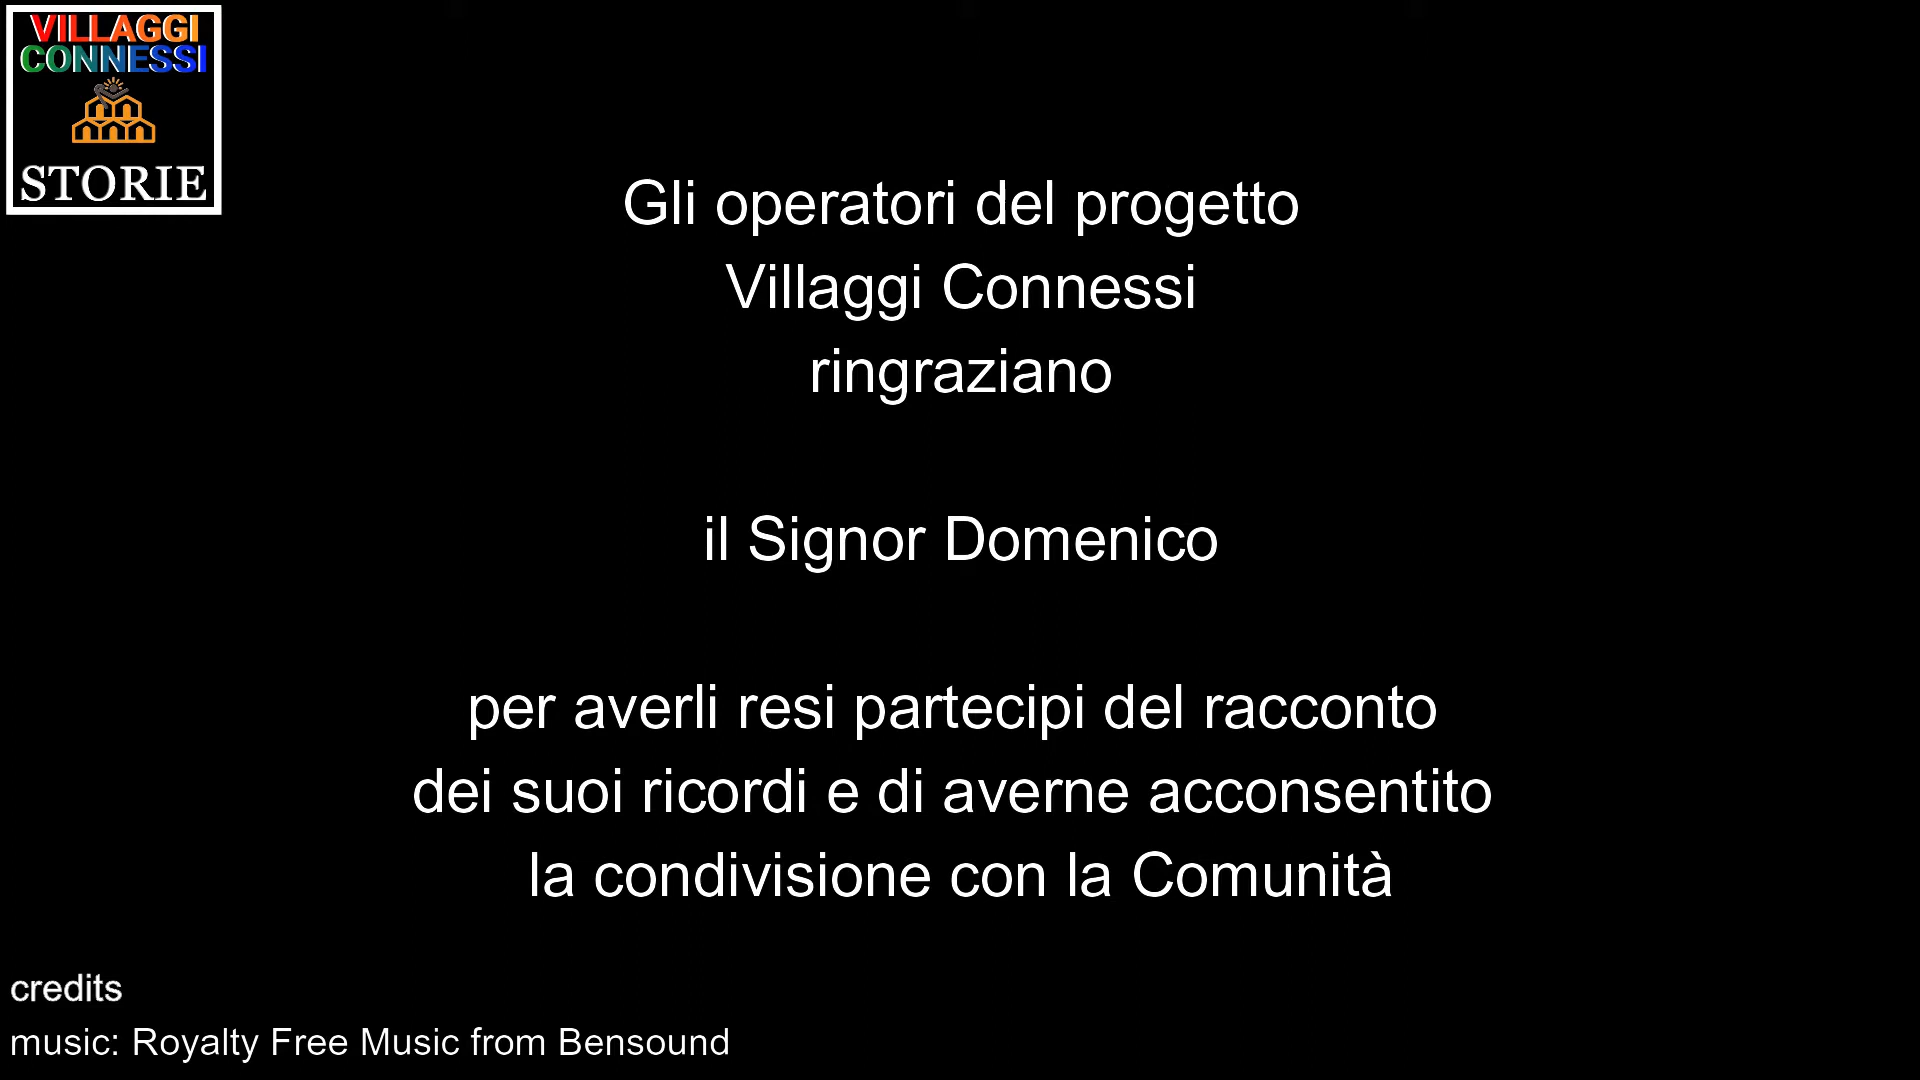 VILLAGGI
CONNESSI
STORIE
Gli operatori del progetto
Villaggi Connessi
ringraziano
il Signor Domenico
per averli resi partecipi del racconto
dei suoi ricordi e di averne acconsentito
la condivisione con la Comunità
credits
music: Royalty Free Music from Bensound